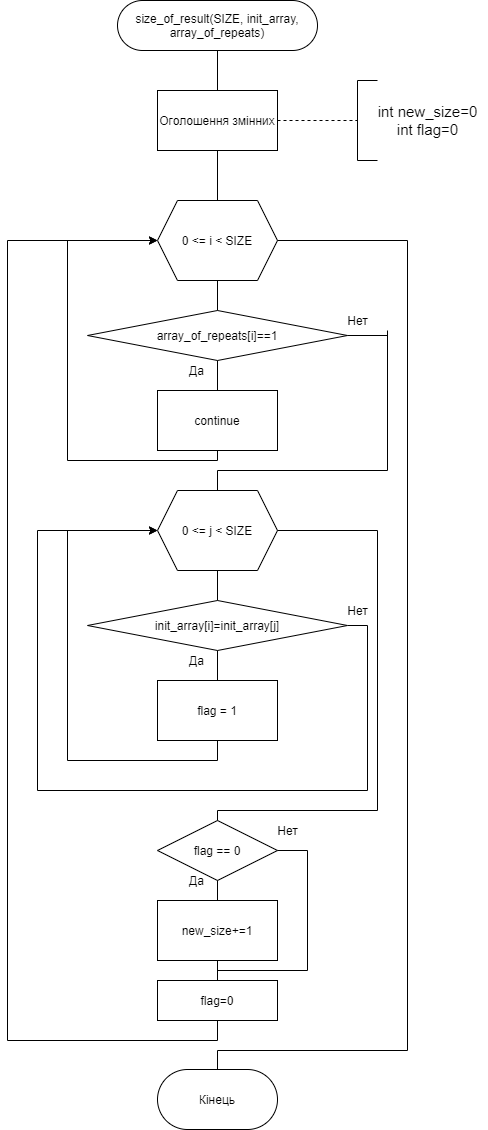 size_of_result(SIZE, init_array,
array_of_repeats)
Оголошення змінних
int new_size=0
int flag=0
0 <= i < SIZE
array_of_repeats[i]==1
Нет
Да
continue
0 <= j < SIZE
init_array[i]=init_array[j]
Нет
Да
flag = 1
flag == 0
Нет
Да
new_size+=1
flag=0
Кінець